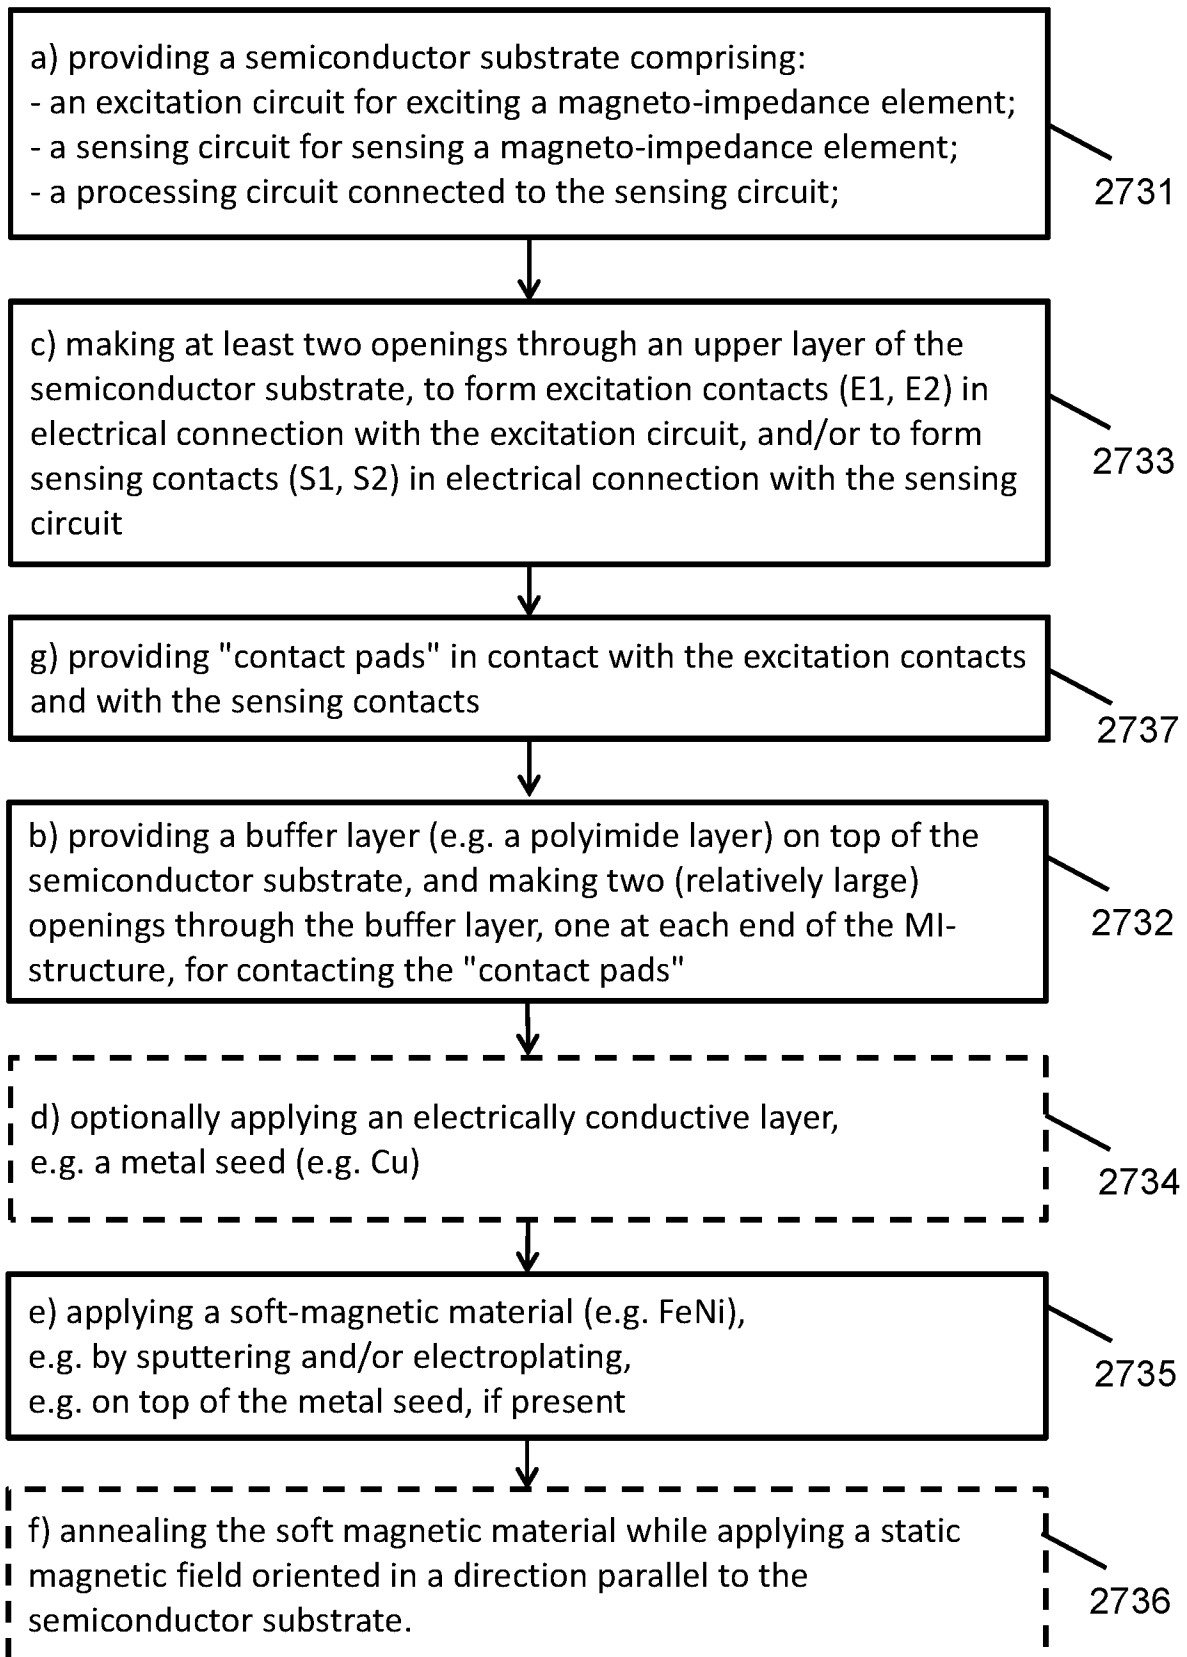 a) providing a semiconductor substrate comprising:
- an excitation circuit for exciting a magneto-impedance element;
- a sensing circuit for sensing a magneto-impedance element;
- a processing circuit connected to the sensing circuit;
2731
c) making at least two openings through an upper layer of the
semiconductor substrate, to form excitation contacts (E1, E2) in
electrical connection with the excitation circuit, and/or to form
sensing contacts (S1, S2) in electrical connection with the sensing
circuit
2733
g) providing "contact pads" in contact with the excitation contacts
and with the sensing contacts
2737
b) providing a buffer layer (e.g. a polyimide layer) on top of the
semiconductor substrate, and making two (relatively large)
openings through the buffer layer, one at each end of the MI-
structure, for contacting the "contact pads"
2732
d) optionally applying an electrically conductive layer,
e.g. a metal seed (e.g. Cu)
2734
e) applying a soft-magnetic material (e.g. FeNi),
e.g. by sputtering and/or electroplating,
e.g. on top of the metal seed, if present
2735
f) annealing the soft magnetic material while applying a static
magnetic field oriented in a direction parallel to the
semiconductor substrate.
2736